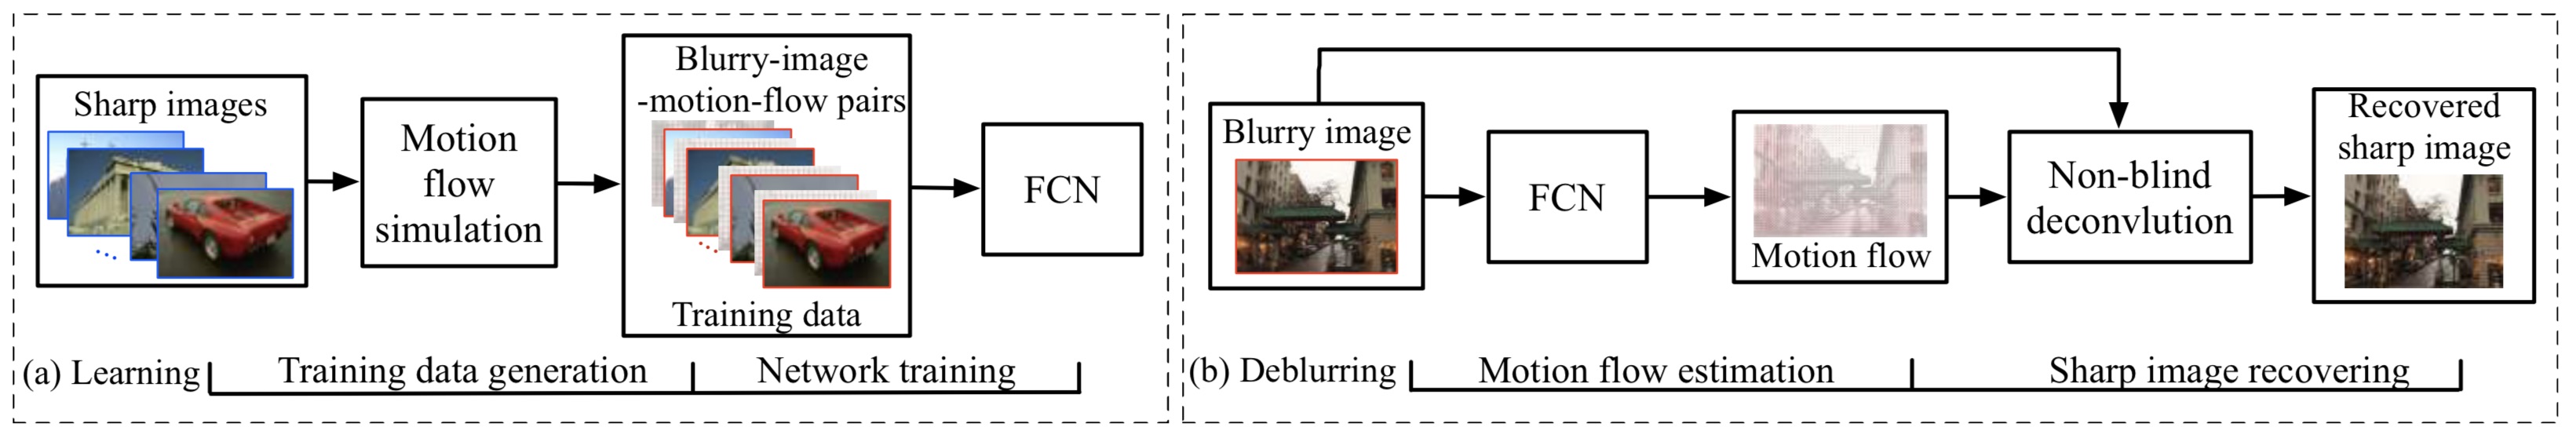 Sharp images
Motion
flow
simulation
Blurry-image
-motion-flow pairs
Training data
FCN
(a) Learning
Training data generation
Network training
Blurry image
FCN
Motion flow
Non-blind
deconvlution
Recovered
sharp image
(b) Deblurring
Motion flow estimation
Sharp image recovering